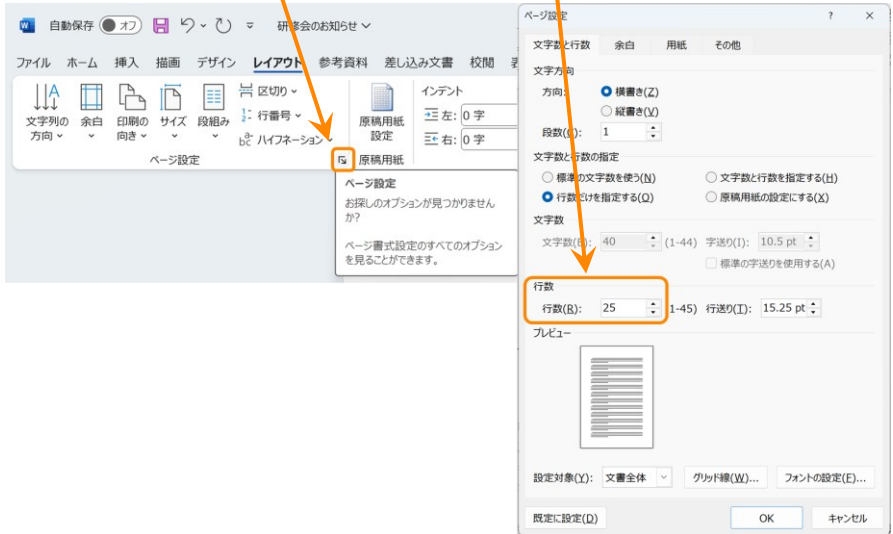 自動保存 オフ 研修会のお知らせ
ファイル ホーム 挿入 描画 デザイン レイアウト 参考資料 差し込み文書 校閲
文字列の方向 余白 印刷の向き サイズ 段組み
区切り
行番号
ハイフネーション
ページ設定
原稿用紙設定
原稿用紙
インデント
左: 0 字
右: 0 字
ページ設定
お探しのオプションが見つかりません
か?
ページ書式設定のすべてのオプション
を見ることができます。
ページ設定 ? ×
文字数と行数 余白 用紙 その他
文字方向
方向: 横書き(Z)
縦書き(V)
段数(C): 1
文字数と行数の指定
標準の文字数を使う(N) 文字数と行数を指定する(H)
行数だけを指定する(O) 原稿用紙の設定にする(X)
文字数
文字数(E): 40 (1-44) 字送り(I): 10.5 pt
標準の字送りを使用する(A)
行数
行数(R): 25 (1-45) 行送り(T): 15.25 pt
プレビュー
設定対象(Y): 文書全体 グリッド線(W)... フォントの設定(F)...
既定に設定(D) OK キャンセル